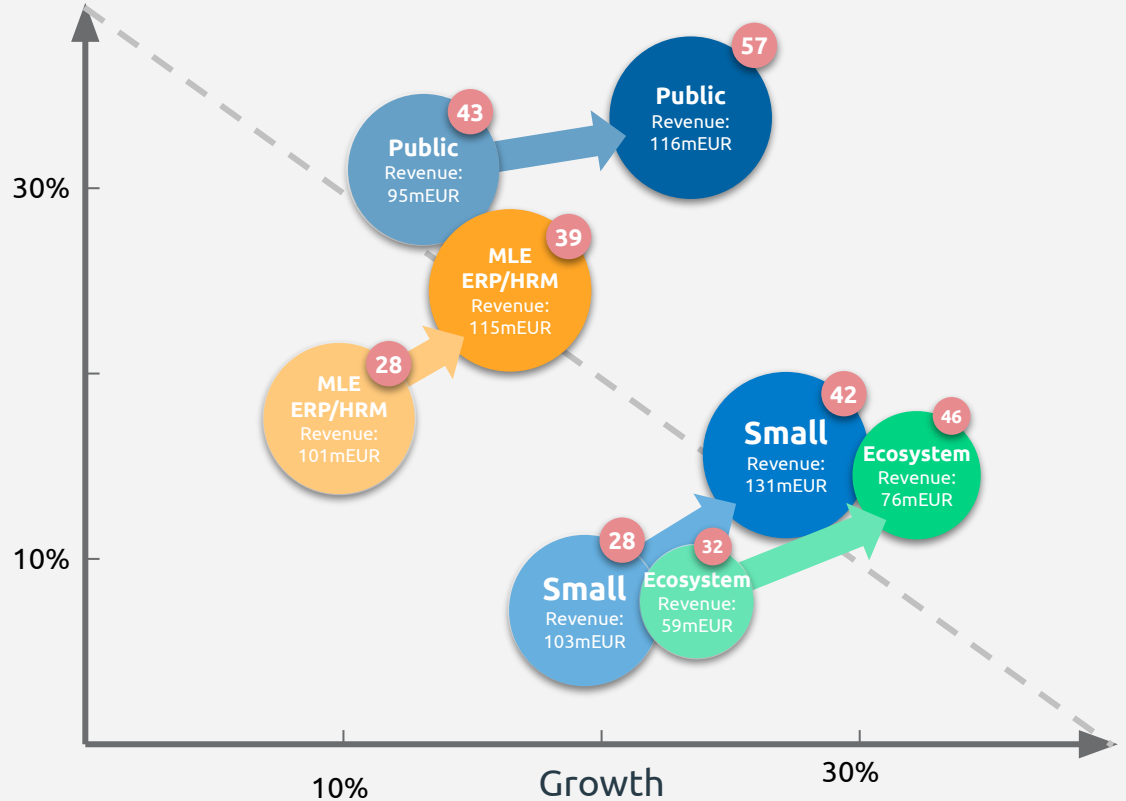 57
Public
Revenue:
116mEUR
43
Public
Revenue:
95mEUR
30%
39
MLE
ERP/HRM
Revenue:
115mEUR
28
MLE
ERP/HRM
Revenue:
101mEUR
42
Small
Revenue:
131mEUR
46
Ecosystem
Revenue:
76mEUR
10%
28
Small
Revenue:
103mEUR
32
Ecosystem
Revenue:
59mEUR
10%
Growth
30%